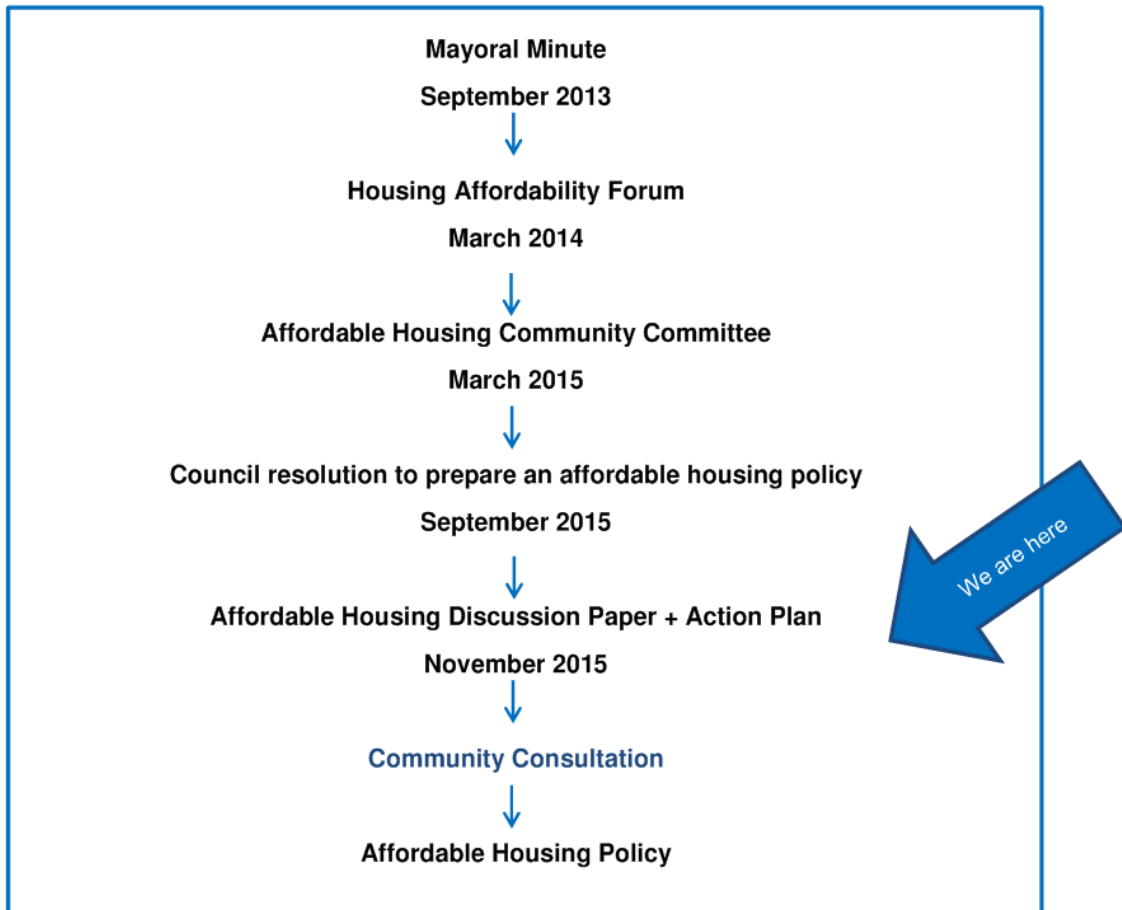 Mayoral Minute
September 2013
Housing Affordability Forum
March 2014
Affordable Housing Community Committee
March 2015
Council resolution to prepare an affordable housing policy
September 2015
We are here
Affordable Housing Discussion Paper + Action Plan
November 2015
Community Consultation
Affordable Housing Policy